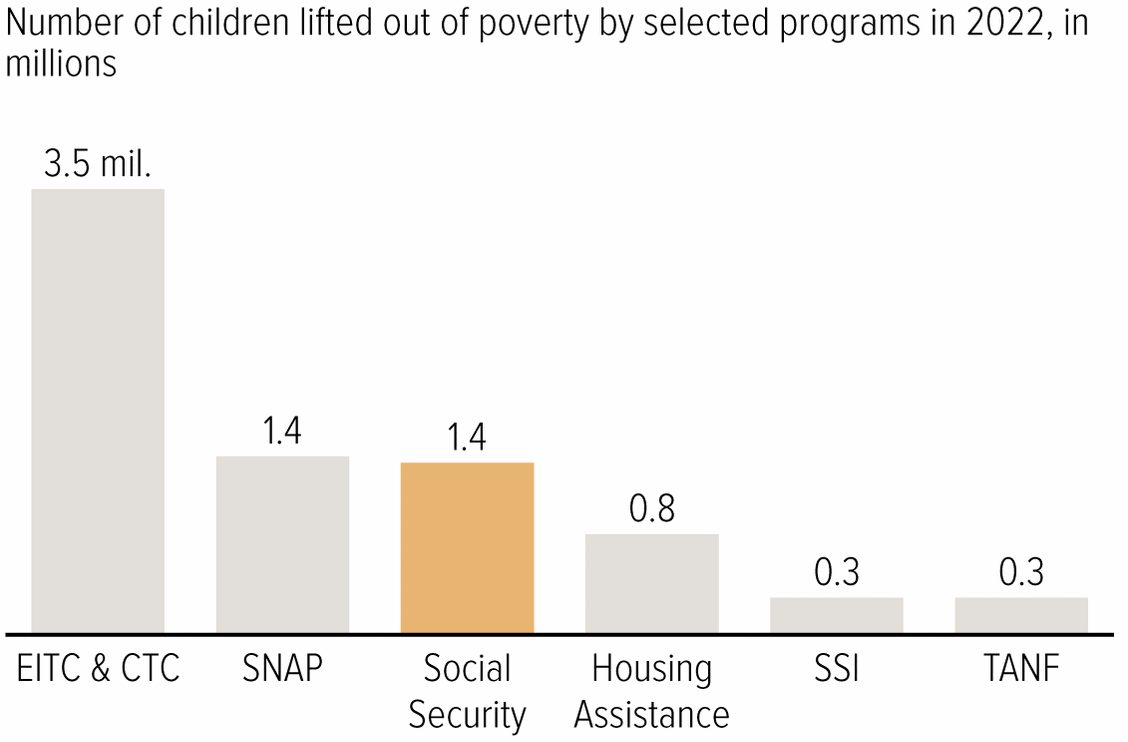 Number of children lifted out of poverty by selected programs in 2022, in
millions
3.5 mil.
1.4
1.4
0.8
0.3
0.3
EITC & CTC
SNAP
Social
Security
Housing
Assistance
SSI
TANF